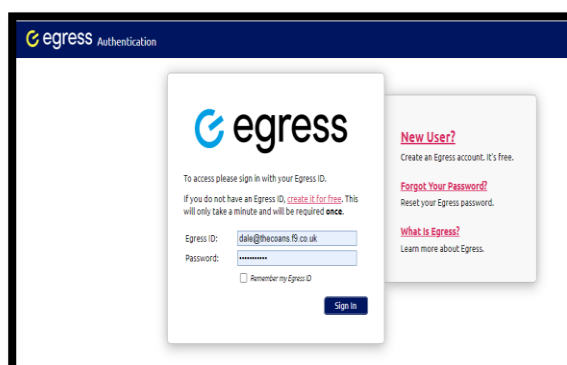 egress Authentication
egress
To access please sign in with your Egress ID.
If you do not have an Egress ID, create it for free. This
will only take a minute and will be required once.
Egress ID: dale@thecoans.f9.co.uk
Password: •••••••••••
Remember my Egress ID
Sign In
New User?
Create an Egress account. It's free.
Forgot Your Password?
Reset your Egress password.
What Is Egress?
Learn more about Egress.